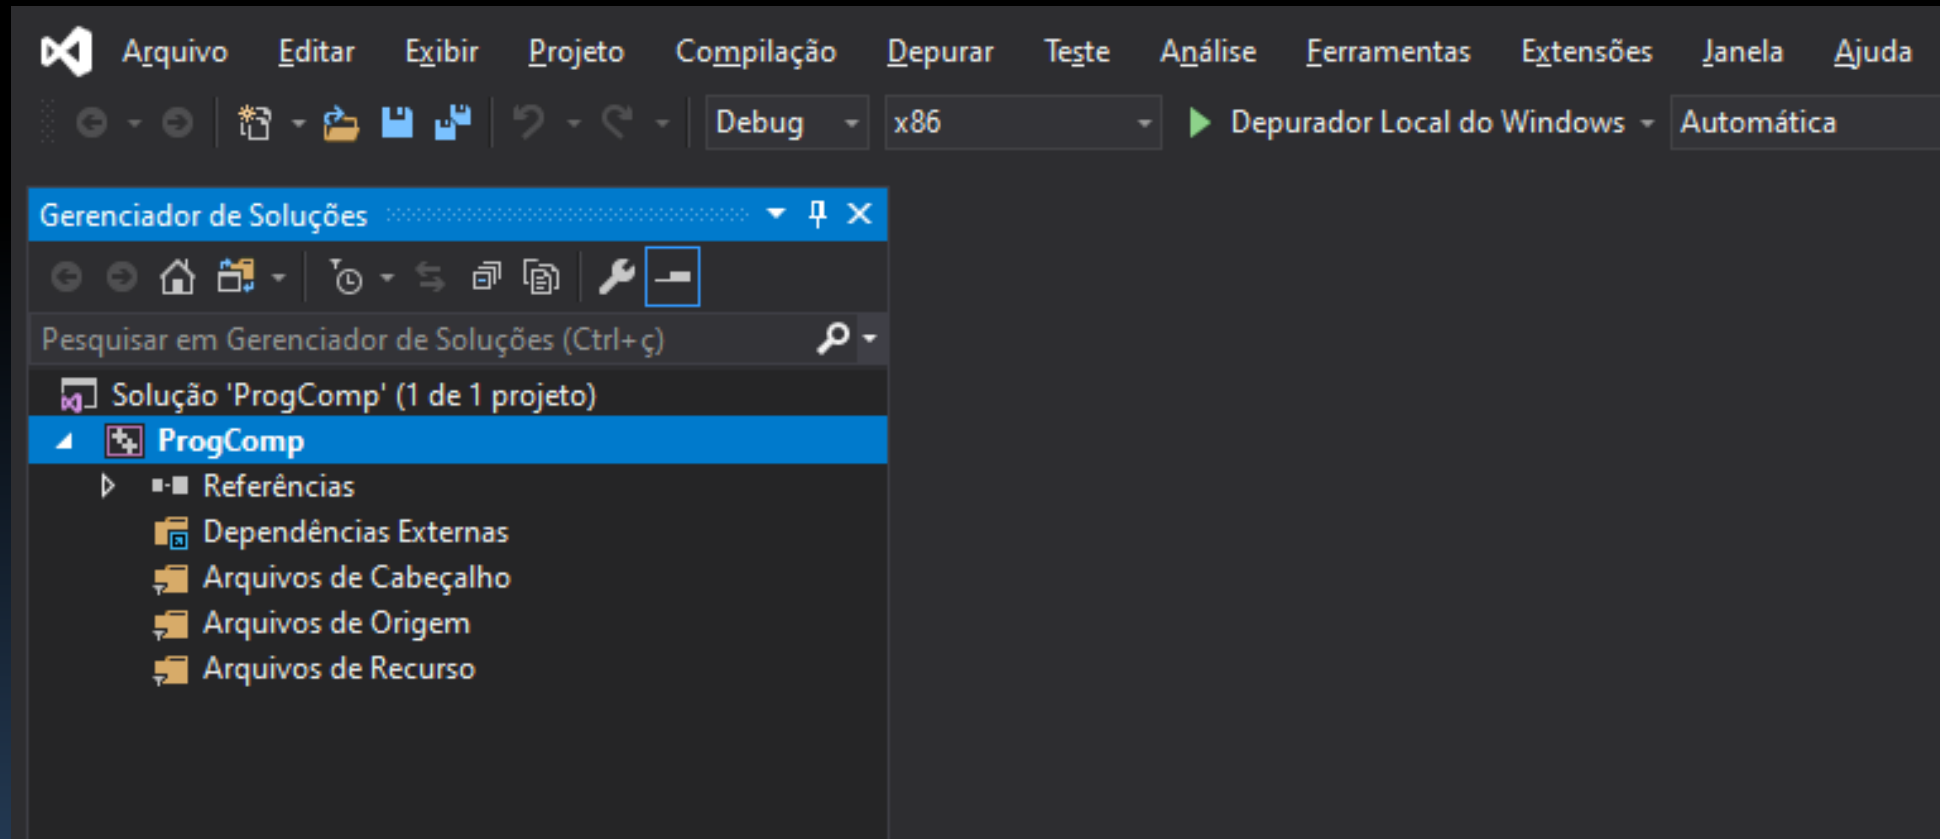 Arquivo Editar Exibir Projeto Compilação Depurar Teste Análise Ferramentas Extensões Janela Ajuda
Debug x86 Depurador Local do Windows Automática
Gerenciador de Soluções
Pesquisar em Gerenciador de Soluções (Ctrl+ç)
Solução 'ProgComp' (1 de 1 projeto)
ProgComp
Referências
Dependências Externas
Arquivos de Cabeçalho
Arquivos de Origem
Arquivos de Recurso